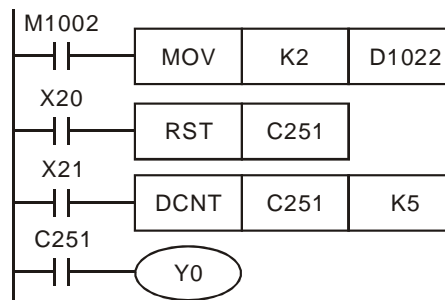 M1002
MOV K2 D1022
X20
RST C251
X21
DCNT C251 K5
C251
Y0